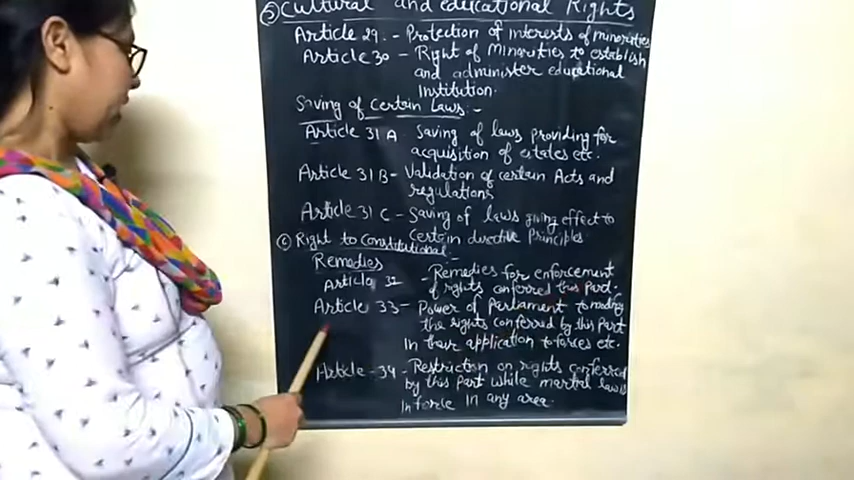 (5) Cultural and educational Rights
Article 29 - Protection of interests of minorities
Article 30 - Right of Minorities to establish
and administer educational
Institution.
Saving of Certain Laws:-
Article 31 A - Saving of laws providing for
acquisition of estates etc.
Article 31 B - Validation of certain Acts and
regulations
Article 31 C - Saving of laws giving effect to
Certain directive Principles
(6) Right to Constitutional:-
Remedies
Article 32 - Remedies for enforcement
of rights conferred this Part.
Article 33 - Power of Parliament to modify
the rights conferred by this Part
in their application to forces etc.
Article - 34 - Restriction on rights conferred
by this Part while martial law is
in force in any area.